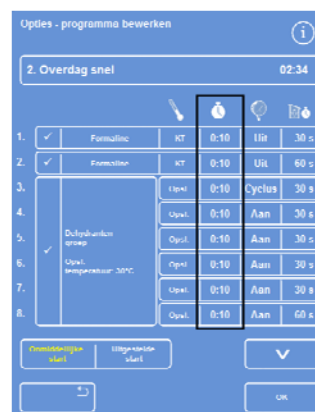 Opties - programma bewerken
i
2. Overdag snel 02:34
1. ✓ Formaline KT 0:10 Uit 30 s
2. ✓ Formaline KT 0:10 Uit 60 s
3. Opsl. 0:10 Cyclus 30 s
4. Opsl. 0:10 Aan 30 s
5. ✓ Dehydranten groep Opsl. 0:10 Aan 30 s
6. Opsl. temperatuur: 30°C Opsl. 0:10 Aan 30 s
7. Opsl. 0:10 Aan 30 s
8. Opsl. 0:10 Aan 60 s
Onmiddellijke start Uitgestelde start
OK